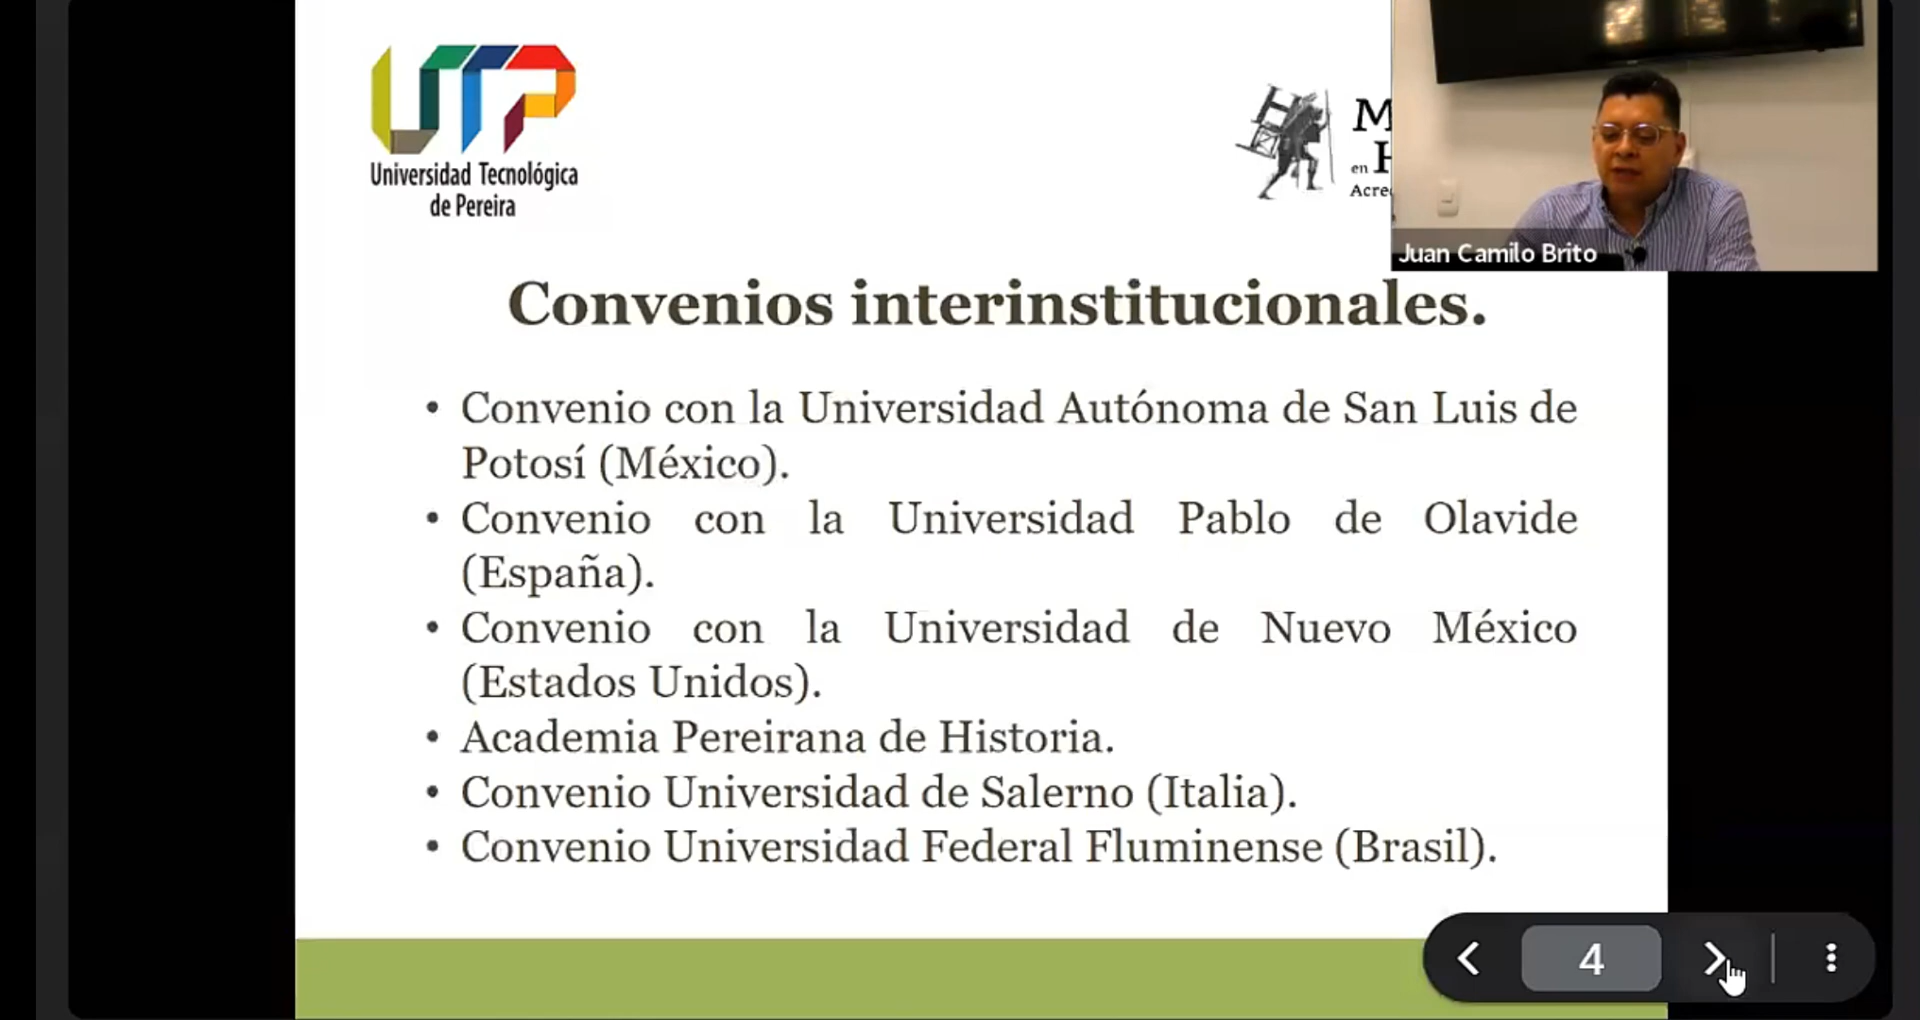 UTP
Universidad Tecnológica
de Pereira
M
en H
Acre
Juan Camilo Brito
Convenios interinstitucionales.
• Convenio con la Universidad Autónoma de San Luis de
Potosí (México).
• Convenio con la Universidad Pablo de Olavide
(España).
• Convenio con la Universidad de Nuevo México
(Estados Unidos).
• Academia Pereirana de Historia.
• Convenio Universidad de Salerno (Italia).
• Convenio Universidad Federal Fluminense (Brasil).
4